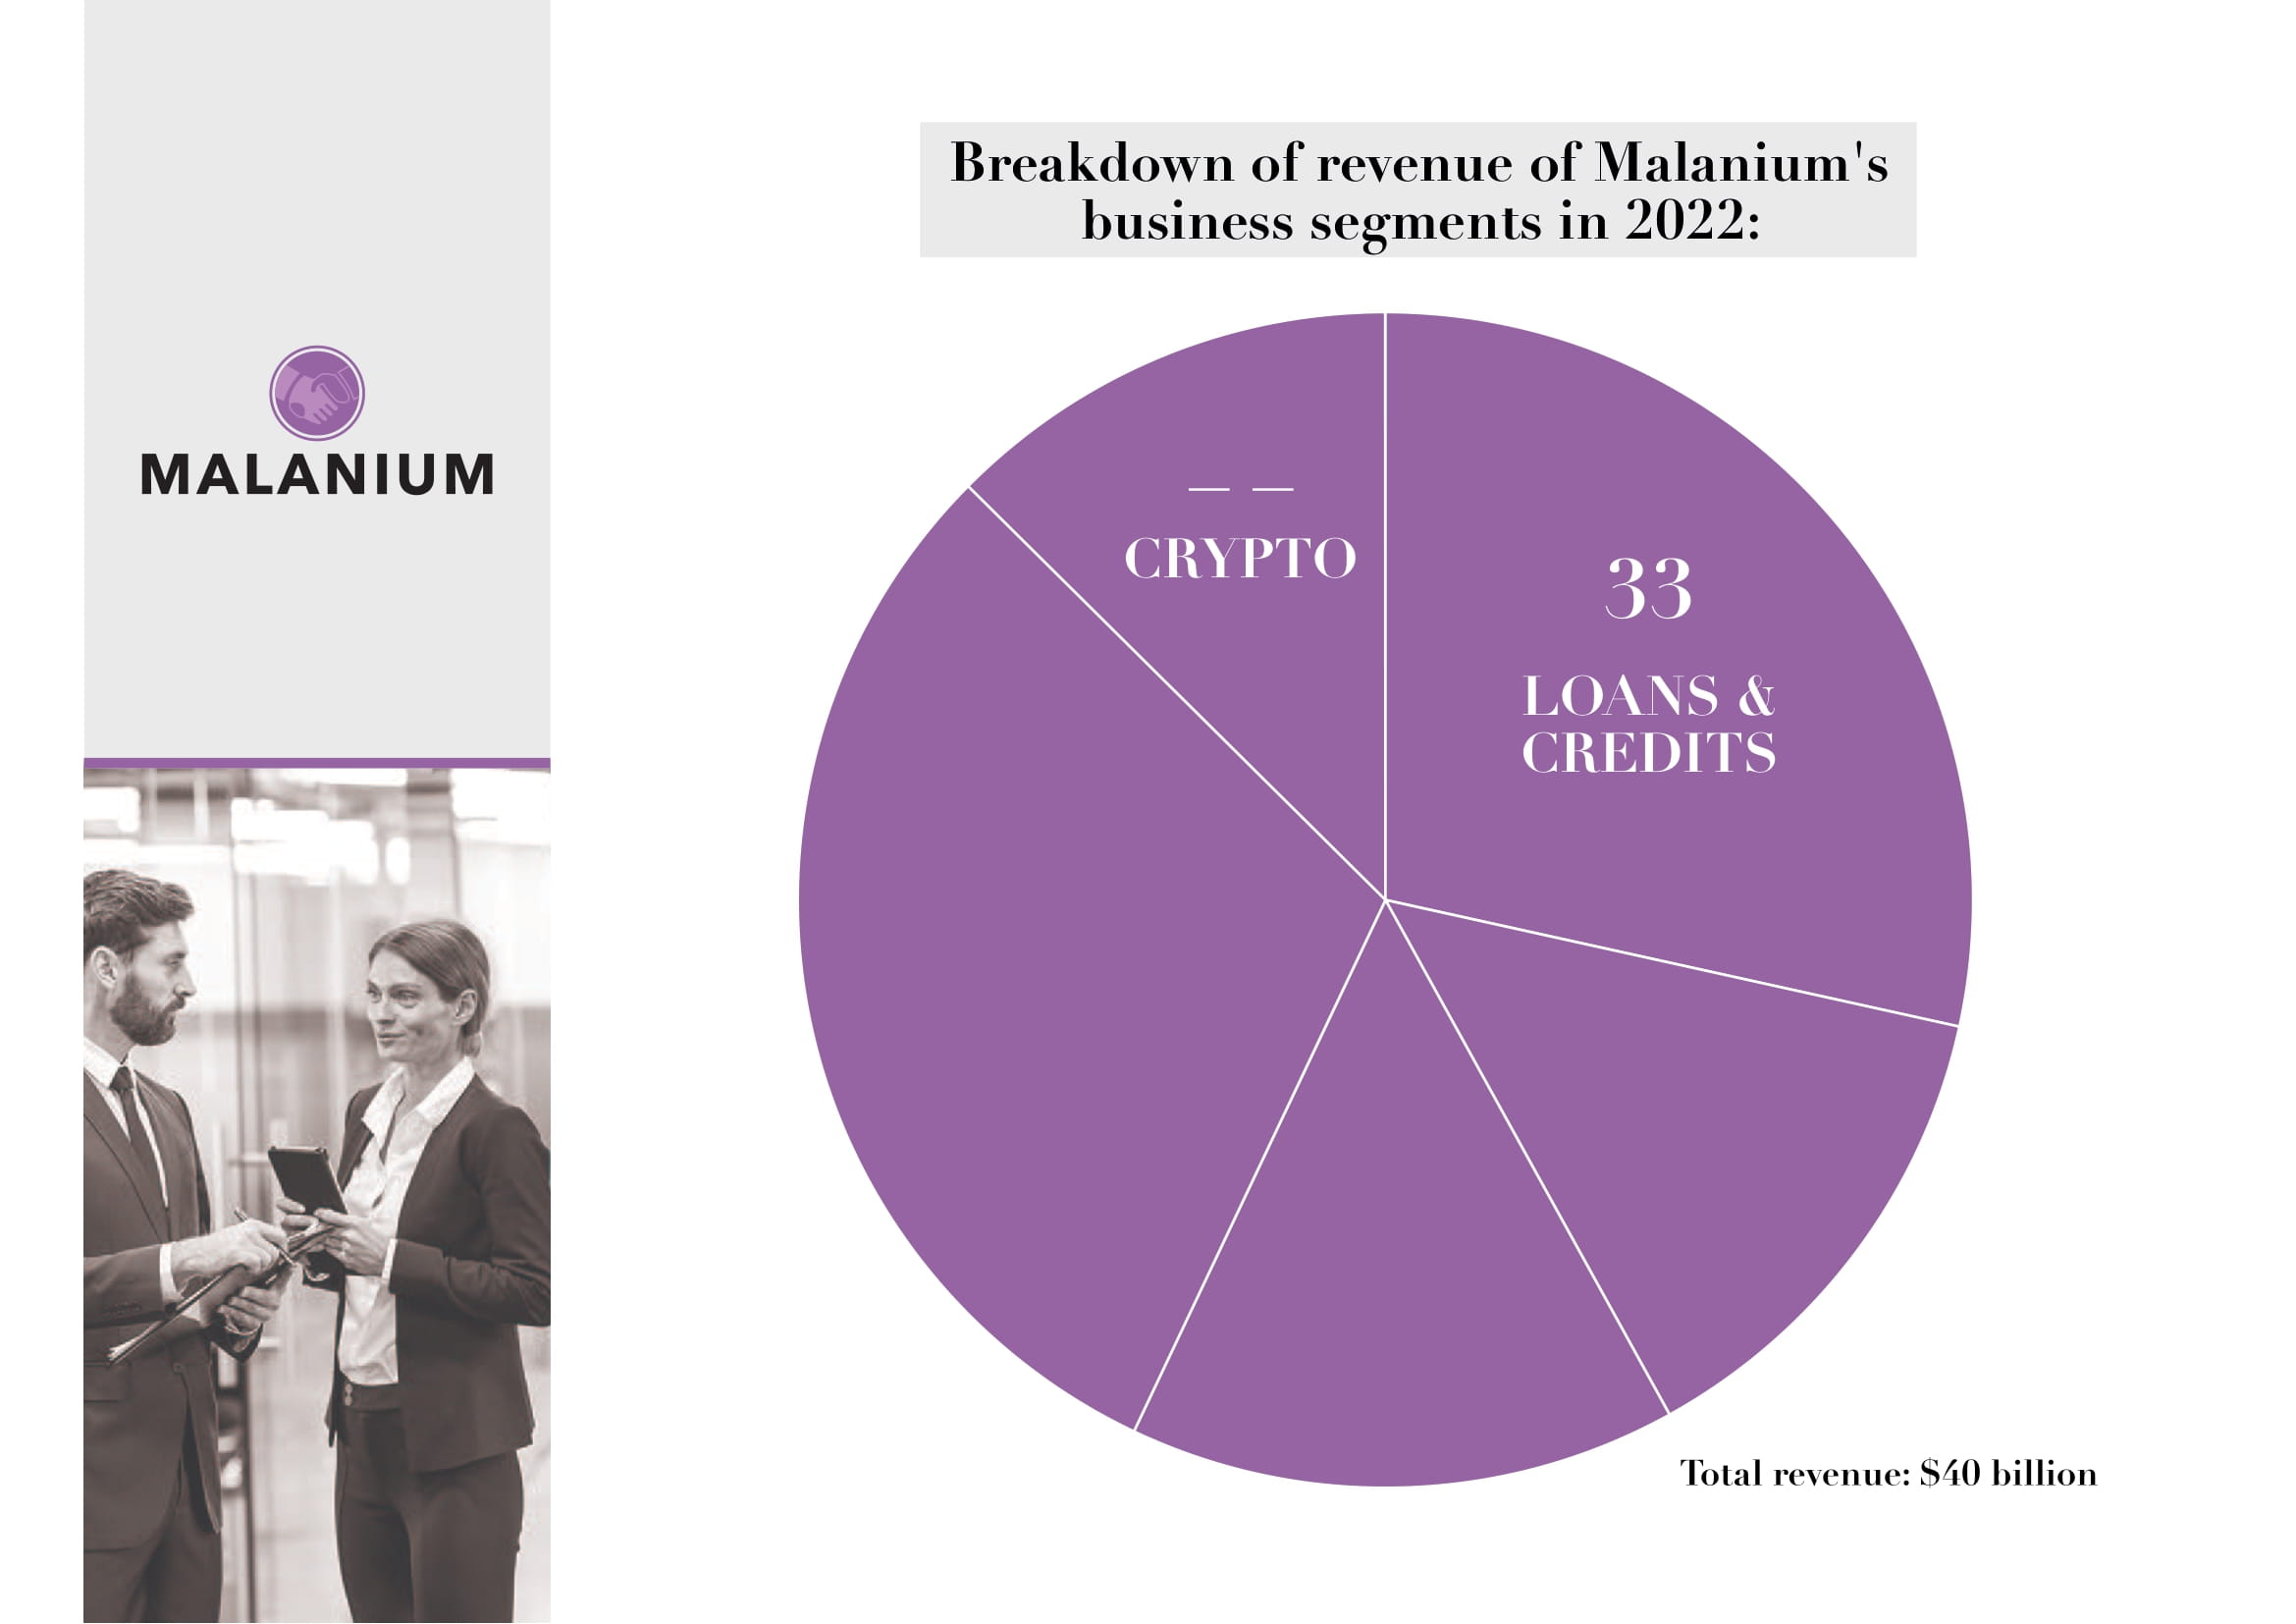 MALANIUM
Breakdown of revenue of Malanium's
business segments in 2022:
— —
CRYPTO
33
LOANS &
CREDITS
Total revenue: $40 billion